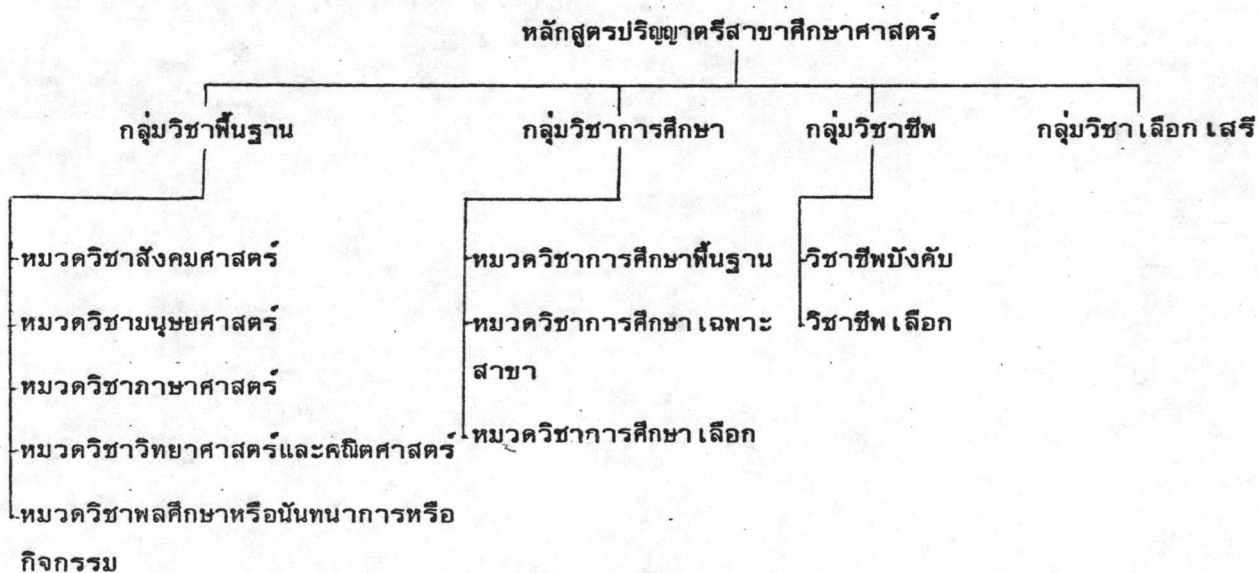 หลักสูตรปริญญาตรีสาขาศึกษาศาสตร์
กลุ่มวิชาพื้นฐาน
กลุ่มวิชาการศึกษา
กลุ่มวิชาชีพ
กลุ่มวิชาเลือกเสรี
หมวดวิชาสังคมศาสตร์
หมวดวิชามนุษยศาสตร์
หมวดวิชาภาษาศาสตร์
หมวดวิชาวิทยาศาสตร์และคณิตศาสตร์
หมวดวิชาพลศึกษาหรือนันทนาการหรือ
กิจกรรม
หมวดวิชาการศึกษาพื้นฐาน
หมวดวิชาการศึกษาเฉพาะ
สาขา
หมวดวิชาการศึกษาเลือก
วิชาชีพบังคับ
วิชาชีพเลือก